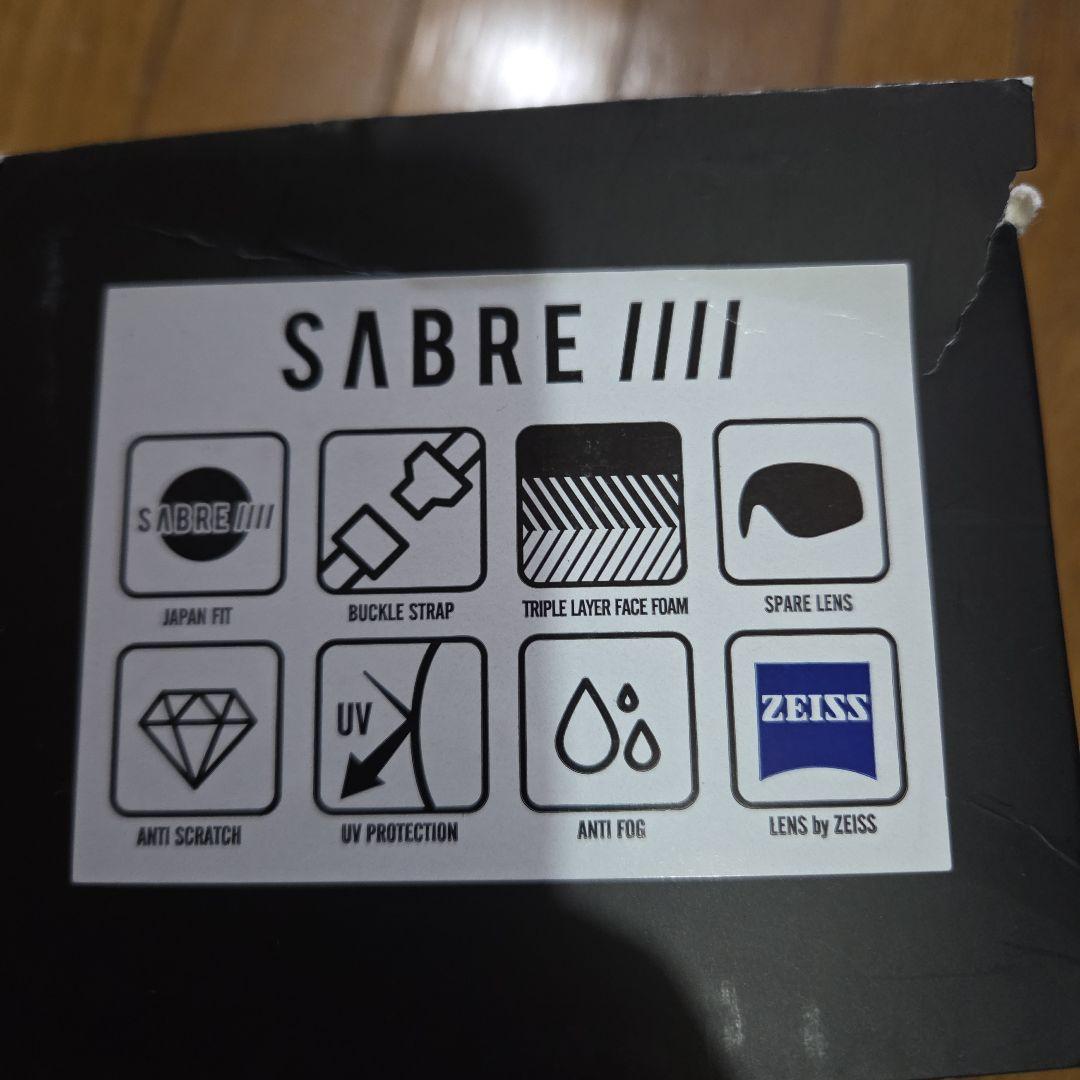 SABRE ////
SABRE////
JAPAN FIT
BUCKLE STRAP
TRIPLE LAYER FACE FOAM
SPARE LENS
UV
ZEISS
ANTI SCRATCH
UV PROTECTION
ANTI FOG
LENS by ZEISS